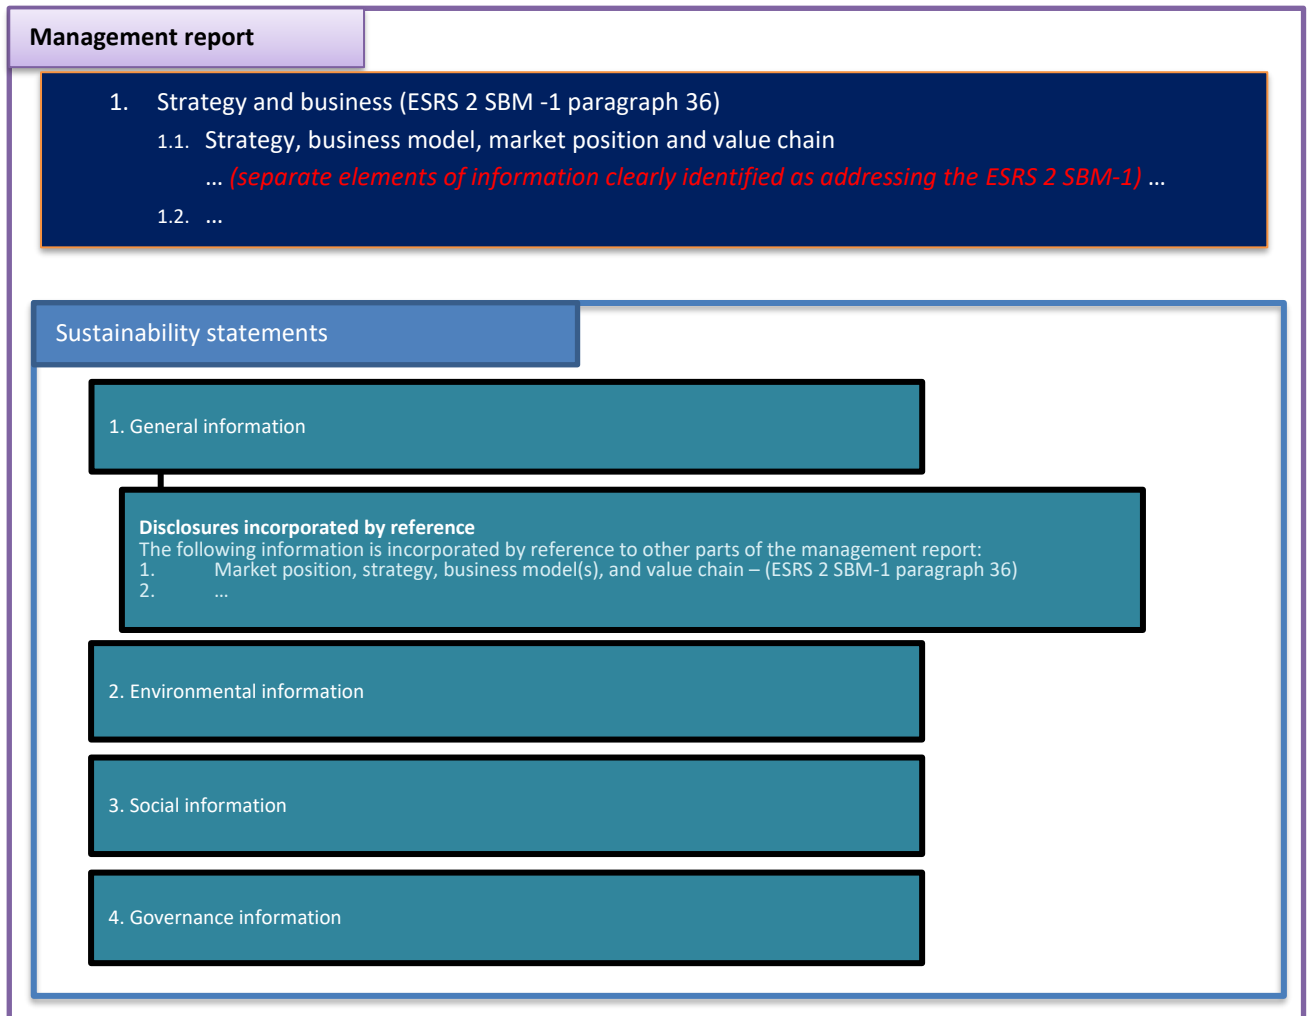 Management report
1. Strategy and business (ESRS 2 SBM -1 paragraph 36)
1.1. Strategy, business model, market position and value chain
... (separate elements of information clearly identified as addressing the ESRS 2 SBM-1) ...
1.2. ...
Sustainability statements
1. General information
Disclosures incorporated by reference
The following information is incorporated by reference to other parts of the management report:
1. Market position, strategy, business model(s), and value chain – (ESRS 2 SBM-1 paragraph 36)
2. ...
2. Environmental information
3. Social information
4. Governance information